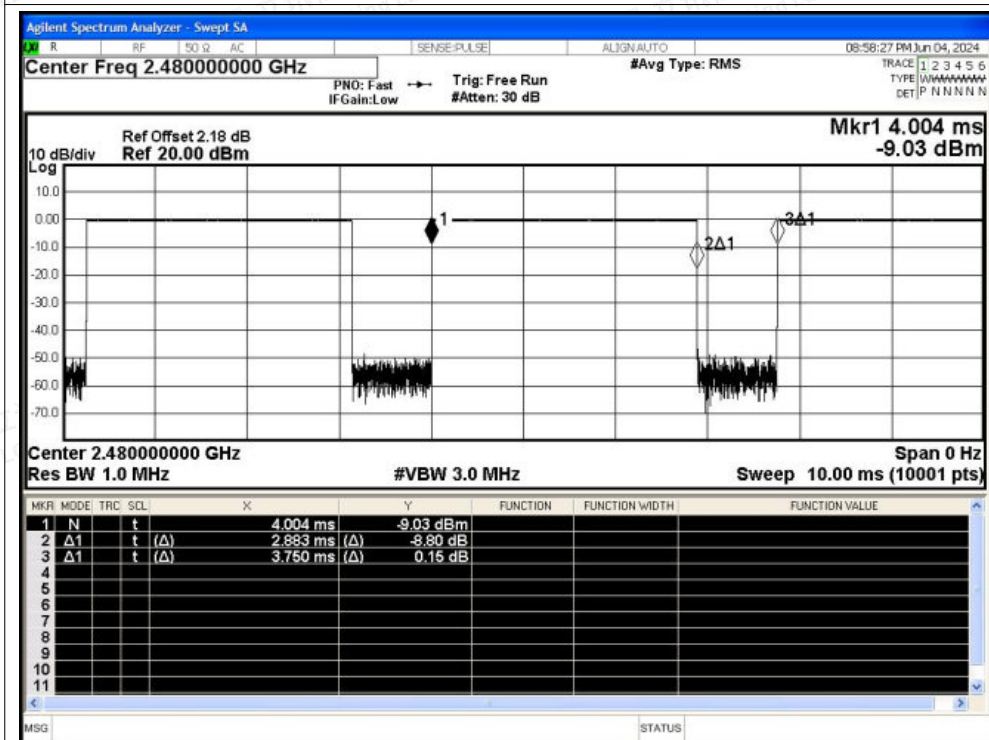 Agilent Spectrum Analyzer - Swept SA
R RF 50 Ω AC SENSE:PULSE ALIGN AUTO 08:58:27 PM Jun 04, 2024
Center Freq 2.480000000 GHz
PNO: Fast
IFGain:Low
Trig: Free Run
#Atten: 30 dB
#Avg Type: RMS
TRACE 1 2 3 4 5 6
TYPE WWWWWW
DET P N N N N N
Mkr1 4.004 ms
-9.03 dBm
Ref Offset 2.18 dB
10 dB/div Ref 20.00 dBm
Log
10.0
0.00
-10.0
-20.0
-30.0
-40.0
-50.0
-60.0
-70.0
1
2Δ1
3Δ1
Center 2.480000000 GHz Span 0 Hz
Res BW 1.0 MHz #VBW 3.0 MHz Sweep 10.00 ms (10001 pts)
MKR MODE TRC SCL X Y FUNCTION FUNCTION WIDTH FUNCTION VALUE
1 N t 4.004 ms -9.03 dBm
2 Δ1 t (Δ) 2.883 ms (Δ) -8.80 dB
3 Δ1 t (Δ) 3.750 ms (Δ) 0.15 dB
4
5
6
7
8
9
10
11
MSG STATUS